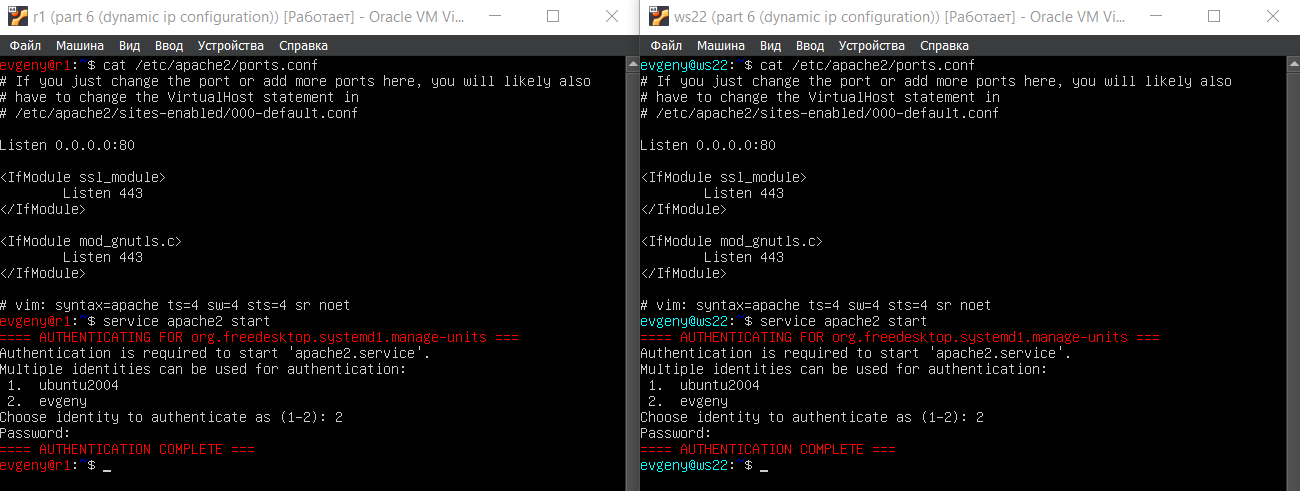 r1 (part 6 (dynamic ip configuration)) [Работает] - Oracle VM Vi...
Файл Машина Вид Ввод Устройства Справка
evgeny@r1:~$ cat /etc/apache2/ports.conf
# If you just change the port or add more ports here, you will likely also
# have to change the VirtualHost statement in
# /etc/apache2/sites-enabled/000-default.conf
Listen 0.0.0.0:80
<IfModule ssl_module>
Listen 443
</IfModule>
<IfModule mod_gnutls.c>
Listen 443
</IfModule>
# vim: syntax=apache ts=4 sw=4 sts=4 sr noet
evgeny@r1:~$ service apache2 start
==== AUTHENTICATING FOR org.freedesktop.systemd1.manage-units ===
Authentication is required to start 'apache2.service'.
Multiple identities can be used for authentication:
1. ubuntu2004
2. evgeny
Choose identity to authenticate as (1-2): 2
Password:
==== AUTHENTICATION COMPLETE ===
evgeny@r1:~$ _
ws22 (part 6 (dynamic ip configuration)) [Работает] - Oracle VM Vi...
Файл Машина Вид Ввод Устройства Справка
evgeny@ws22:~$ cat /etc/apache2/ports.conf
# If you just change the port or add more ports here, you will likely also
# have to change the VirtualHost statement in
# /etc/apache2/sites-enabled/000-default.conf
Listen 0.0.0.0:80
<IfModule ssl_module>
Listen 443
</IfModule>
<IfModule mod_gnutls.c>
Listen 443
</IfModule>
# vim: syntax=apache ts=4 sw=4 sts=4 sr noet
evgeny@ws22:~$ service apache2 start
==== AUTHENTICATING FOR org.freedesktop.systemd1.manage-units ===
Authentication is required to start 'apache2.service'.
Multiple identities can be used for authentication:
1. ubuntu2004
2. evgeny
Choose identity to authenticate as (1-2): 2
Password:
==== AUTHENTICATION COMPLETE ===
evgeny@ws22:~$ _